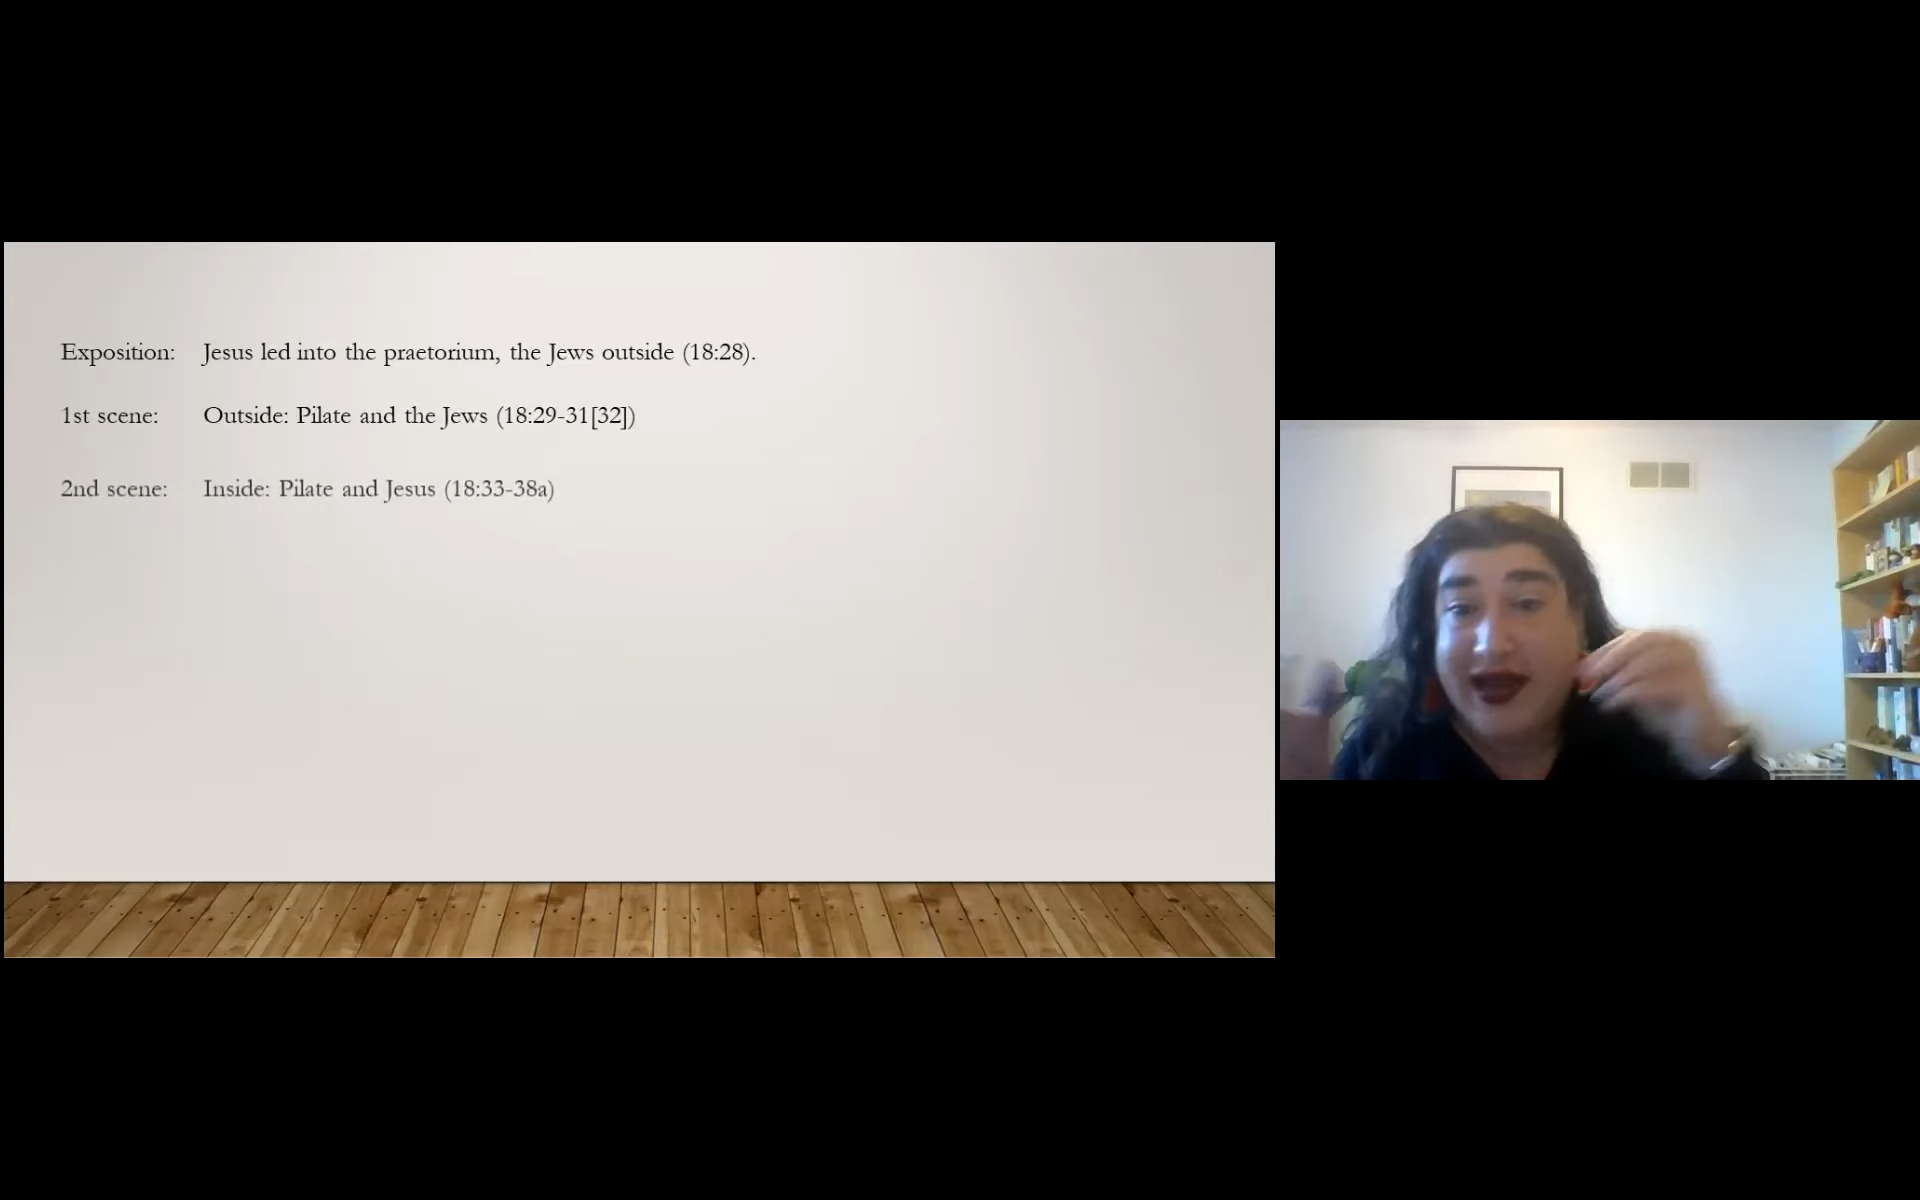 Exposition: Jesus led into the praetorium, the Jews outside (18:28).
1st scene: Outside: Pilate and the Jews (18:29-31[32])
2nd scene: Inside: Pilate and Jesus (18:33-38a)